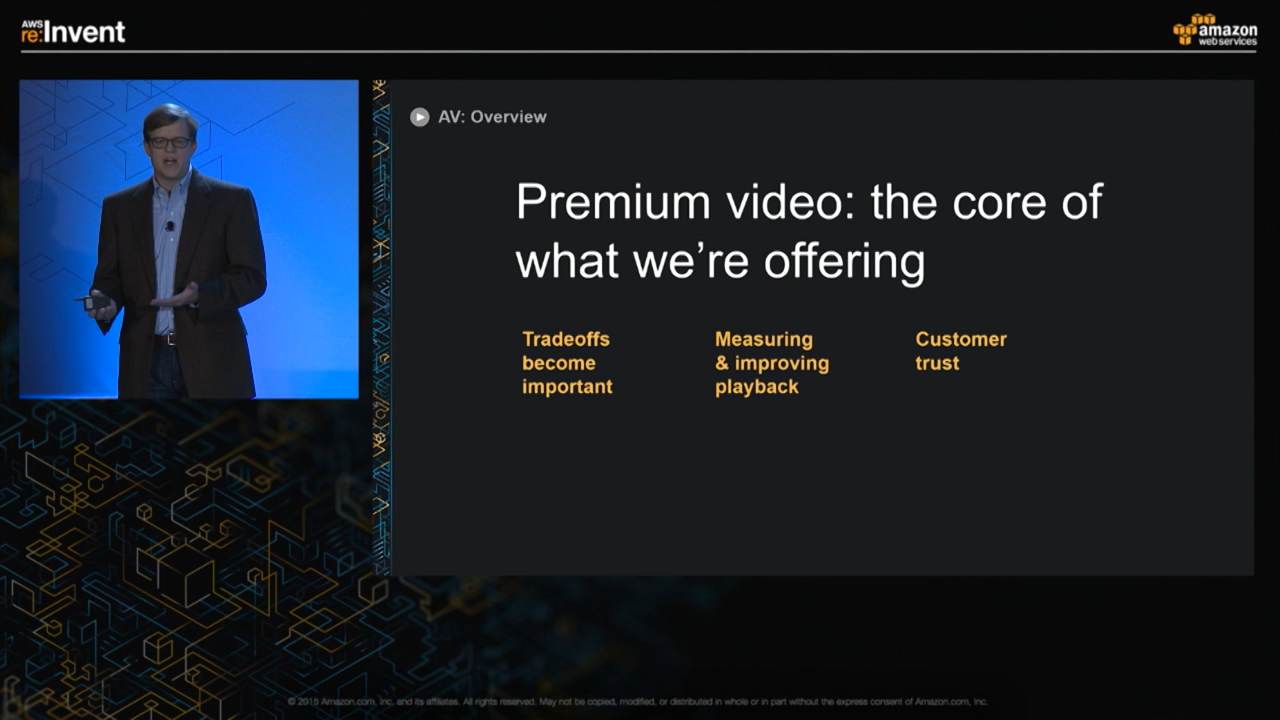 AWS
re:Invent
amazon
webservices
AV: Overview
Premium video: the core of
what we're offering
Tradeoffs
become
important
Measuring
& improving
playback
Customer
trust
© 2015 Amazon.com, Inc. and its affiliates. All rights reserved. May not be copied, modified, or distributed in whole or in part without the express consent of Amazon.com, Inc.